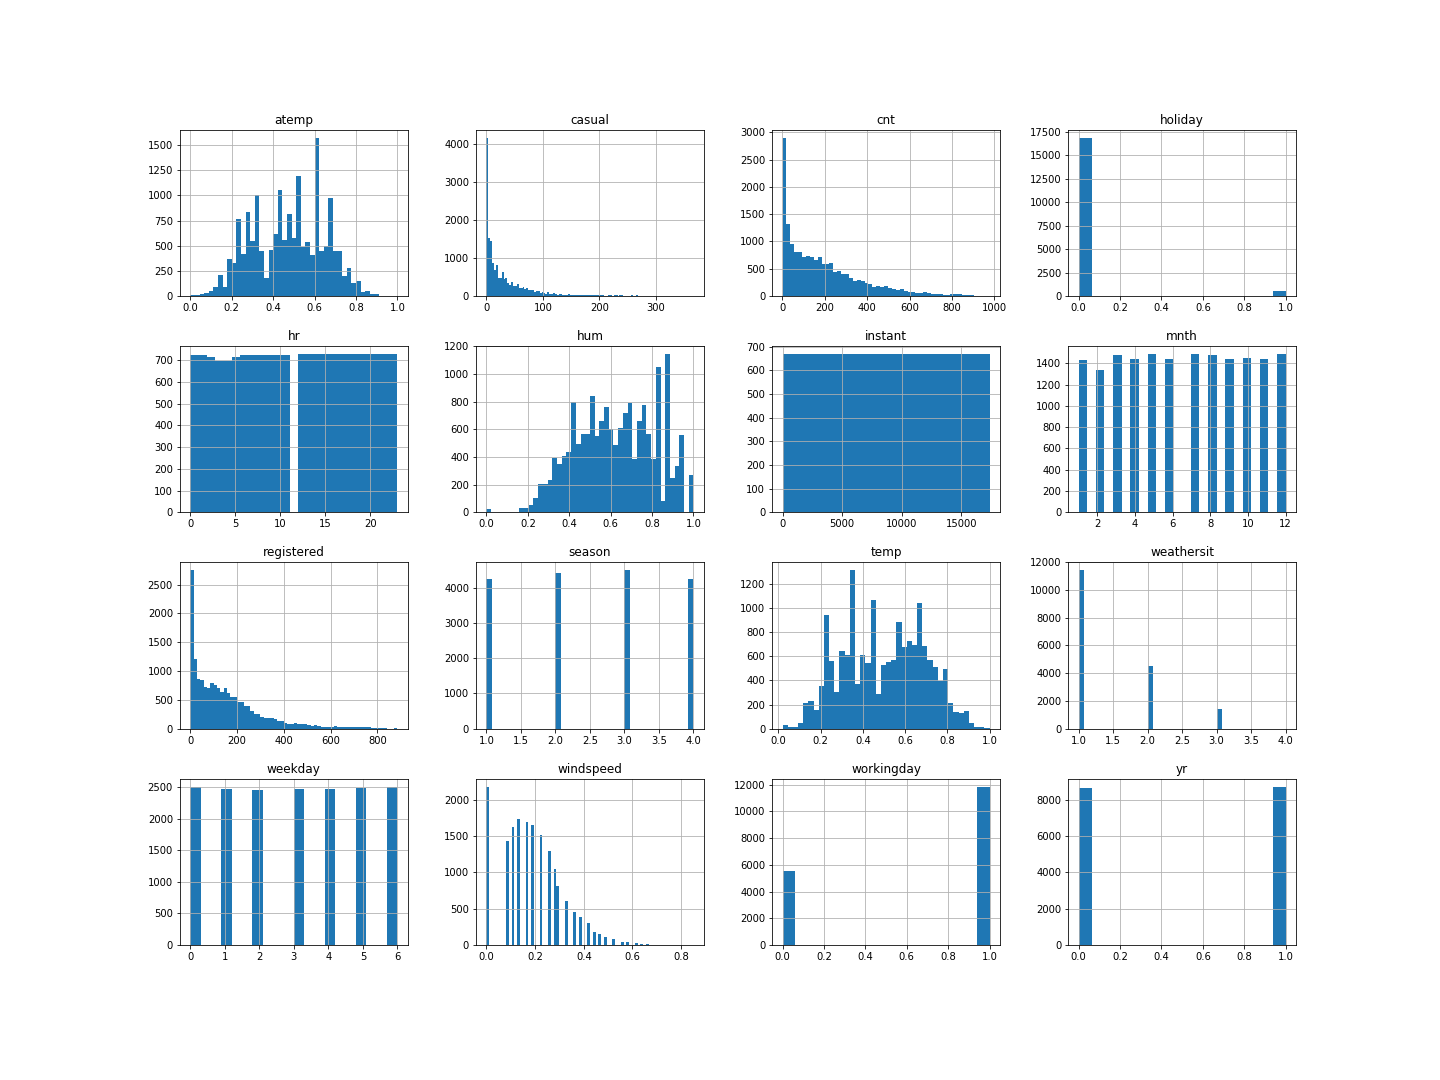 atemp casual cnt holiday
1500 1250 1000 750 500 250 0
0.0 0.2 0.4 0.6 0.8 1.0
4000 3000 2000 1000 0
0 100 200 300
3000 2500 2000 1500 1000 500 0
0 200 400 600 800 1000
17500 15000 12500 10000 7500 5000 2500 0
0.0 0.2 0.4 0.6 0.8 1.0
hr hum instant mnth
700 600 500 400 300 200 100 0
0 5 10 15 20
1200 1000 800 600 400 200 0
0.0 0.2 0.4 0.6 0.8 1.0
700 600 500 400 300 200 100 0
0 5000 10000 15000
1400 1200 1000 800 600 400 200 0
2 4 6 8 10 12
registered season temp weathersit
2500 2000 1500 1000 500 0
0 200 400 600 800
4000 3000 2000 1000 0
1.0 1.5 2.0 2.5 3.0 3.5 4.0
1200 1000 800 600 400 200 0
0.0 0.2 0.4 0.6 0.8 1.0
12000 10000 8000 6000 4000 2000 0
1.0 1.5 2.0 2.5 3.0 3.5 4.0
weekday windspeed workingday yr
2500 2000 1500 1000 500 0
0 1 2 3 4 5 6
2000 1500 1000 500 0
0.0 0.2 0.4 0.6 0.8
12000 10000 8000 6000 4000 2000 0
0.0 0.2 0.4 0.6 0.8 1.0
8000 6000 4000 2000 0
0.0 0.2 0.4 0.6 0.8 1.0